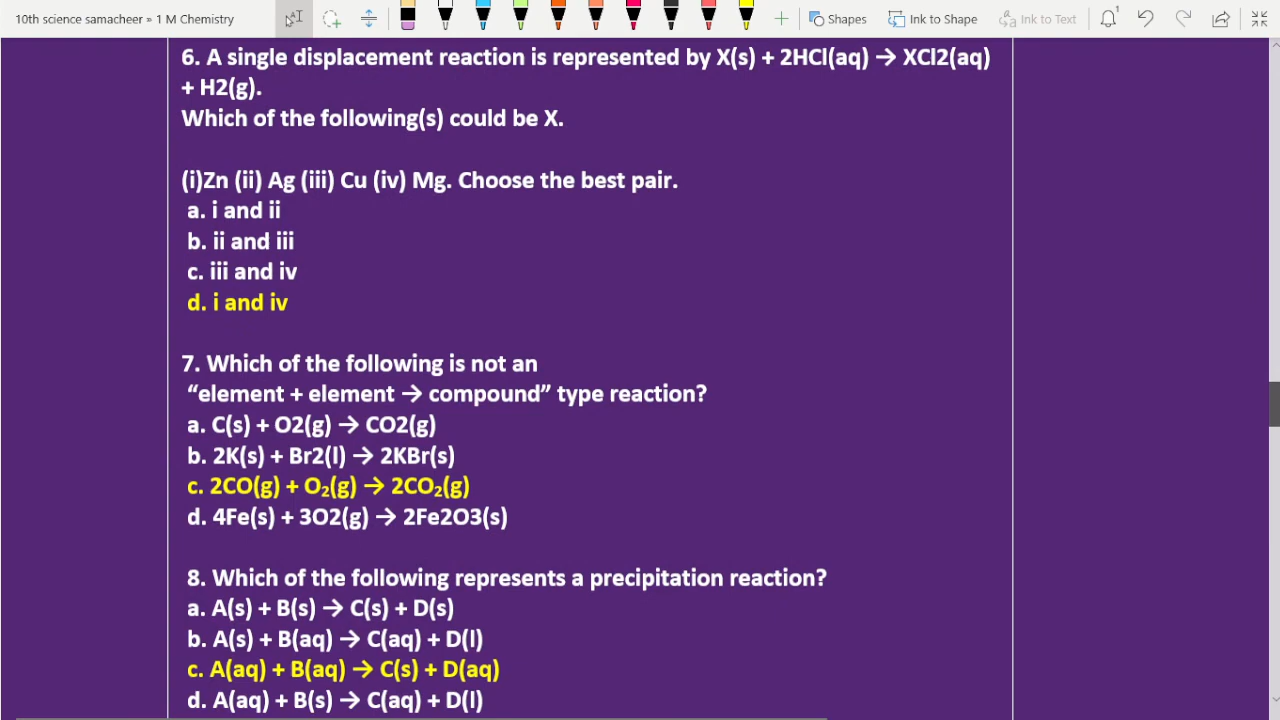 10th science samacheer » 1 M Chemistry
Shapes
Ink to Shape
Ink to Text
1
6. A single displacement reaction is represented by X(s) + 2HCl(aq) → XCl2(aq)
+ H2(g).
Which of the following(s) could be X.
(i)Zn (ii) Ag (iii) Cu (iv) Mg. Choose the best pair.
a. i and ii
b. ii and iii
c. iii and iv
d. i and iv
7. Which of the following is not an
“element + element → compound” type reaction?
a. C(s) + O2(g) → CO2(g)
b. 2K(s) + Br2(l) → 2KBr(s)
c. 2CO(g) + O₂(g) → 2CO₂(g)
d. 4Fe(s) + 3O2(g) → 2Fe2O3(s)
8. Which of the following represents a precipitation reaction?
a. A(s) + B(s) → C(s) + D(s)
b. A(s) + B(aq) → C(aq) + D(l)
c. A(aq) + B(aq) → C(s) + D(aq)
d. A(aq) + B(s) → C(aq) + D(l)